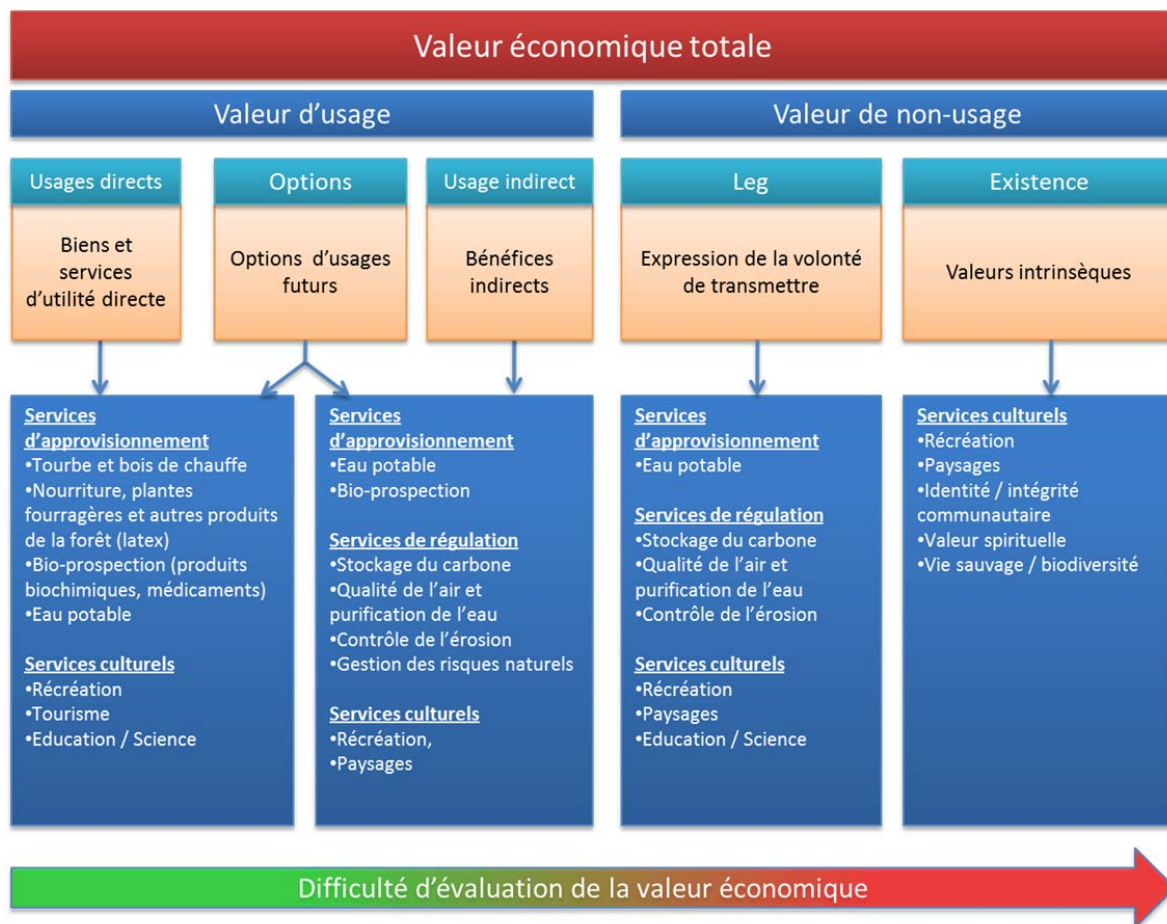 Valeur économique totale
Valeur d'usage
Valeur de non-usage
Usages directs
Options
Usage indirect
Leg
Existence
Biens et
services
d'utilité directe
Options d'usages
futurs
Bénéfices
indirects
Expression de la volonté
de transmettre
Valeurs intrinsèques
Services
d'approvisionnement
•Tourbe et bois de chauffe
•Nourriture, plantes
fourragères et autres produits
de la forêt (latex)
•Bio-prospection (produits
biochimiques, médicaments)
•Eau potable
Services culturels
•Récréation
•Tourisme
•Education / Science
Services
d'approvisionnement
•Eau potable
•Bio-prospection
Services de régulation
•Stockage du carbone
•Qualité de l'air et
purification de l'eau
•Contrôle de l'érosion
•Gestion des risques naturels
Services culturels
•Récréation,
•Paysages
Services
d'approvisionnement
•Eau potable
Services de régulation
•Stockage du carbone
•Qualité de l'air et
purification de l'eau
•Contrôle de l'érosion
Services culturels
•Récréation
•Paysages
•Education / Science
Services culturels
•Récréation
•Paysages
•Identité / intégrité
communautaire
•Valeur spirituelle
•Vie sauvage / biodiversité
Difficulté d'évaluation de la valeur économique